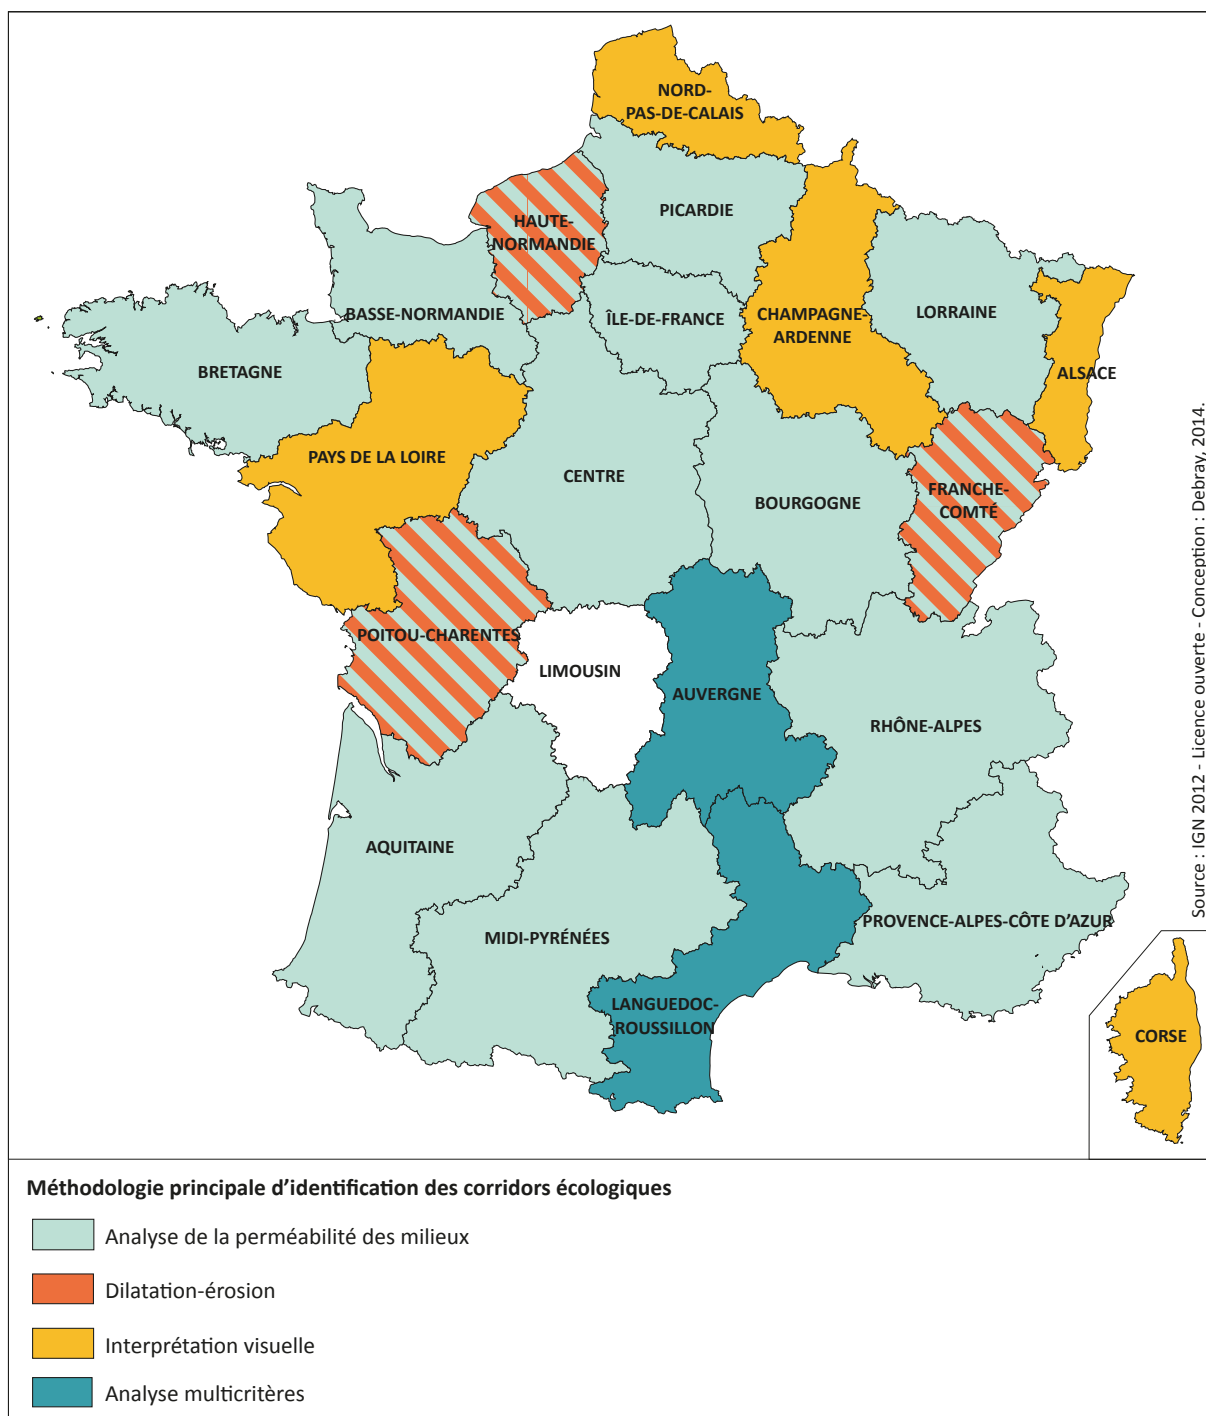 NORD-
PAS-DE-CALAIS
PICARDIE
HAUTE-
NORMANDIE
BASSE-NORMANDIE
ÎLE-DE-FRANCE
CHAMPAGNE-
ARDENNE
LORRAINE
ALSACE
BRETAGNE
PAYS DE LA LOIRE
CENTRE
BOURGOGNE
FRANCHE-
COMTÉ
POITOU-CHARENTES
LIMOUSIN
AUVERGNE
RHÔNE-ALPES
AQUITAINE
MIDI-PYRÉNÉES
LANGUEDOC-
ROUSSILLON
PROVENCE-ALPES-CÔTE D'AZUR
CORSE
Source : IGN 2012 - Licence ouverte - Conception : Debray, 2014.
Méthodologie principale d'identification des corridors écologiques
Analyse de la perméabilité des milieux
Dilatation-érosion
Interprétation visuelle
Analyse multicritères